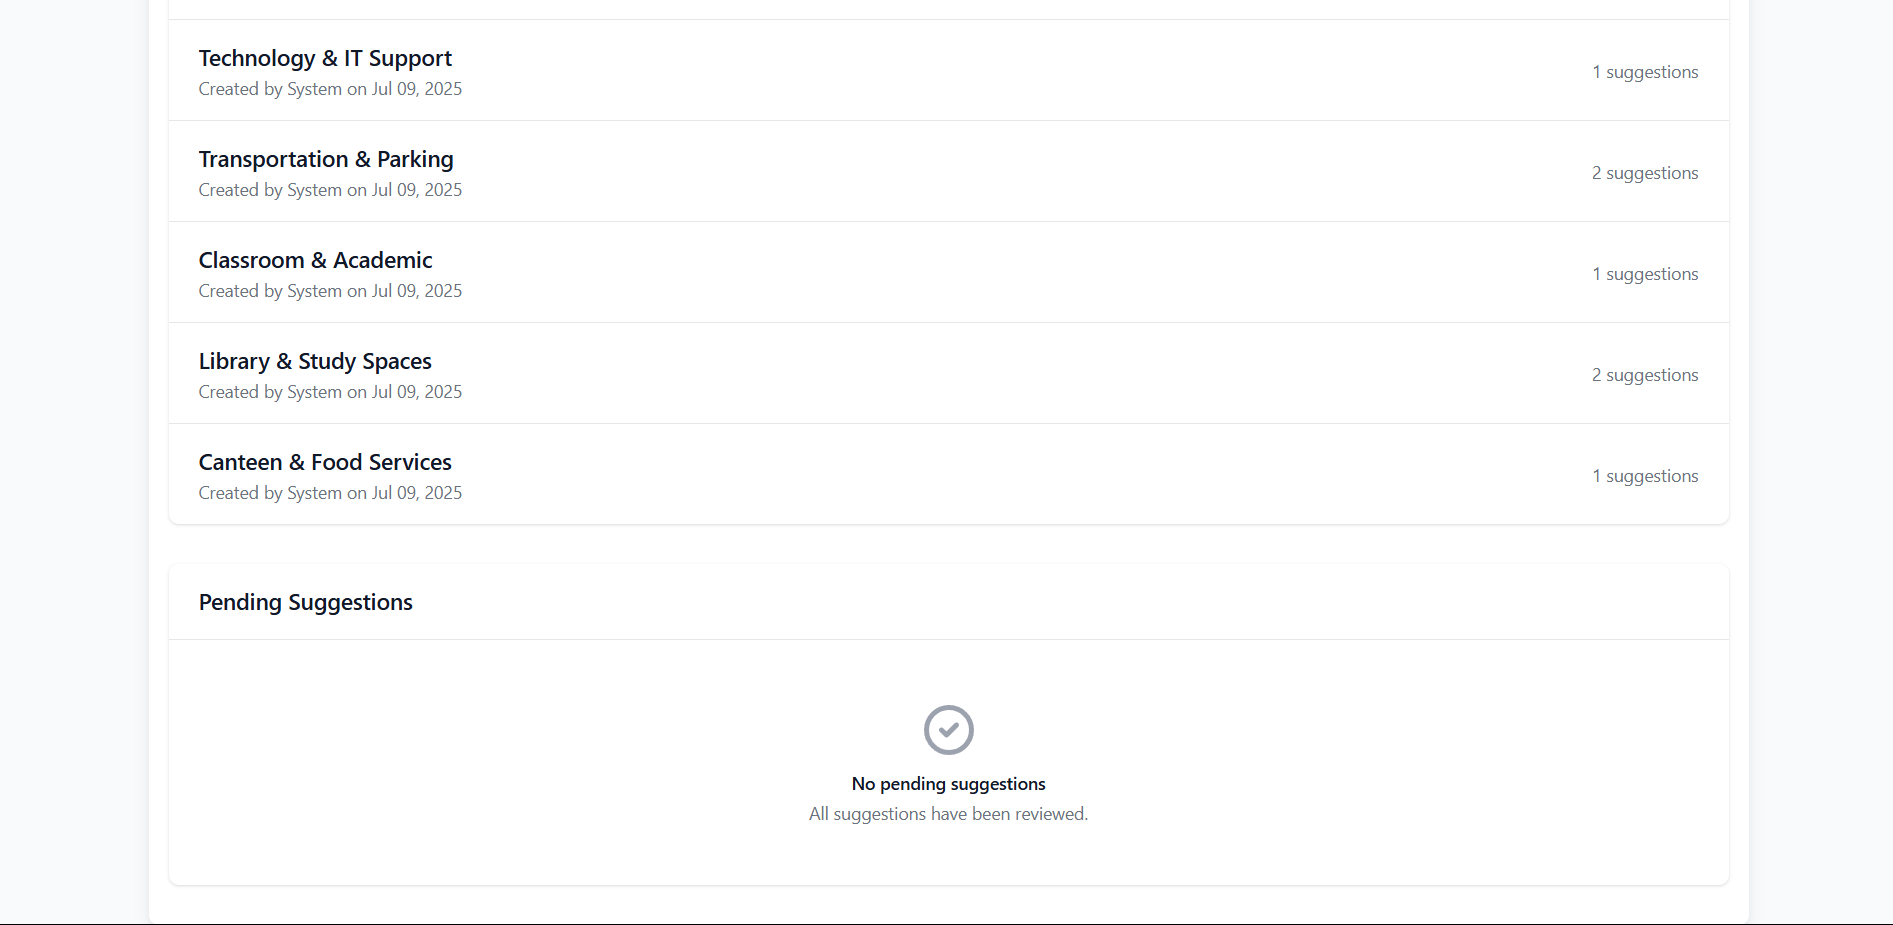 Technology & IT Support
Created by System on Jul 09, 2025
1 suggestions
Transportation & Parking
Created by System on Jul 09, 2025
2 suggestions
Classroom & Academic
Created by System on Jul 09, 2025
1 suggestions
Library & Study Spaces
Created by System on Jul 09, 2025
2 suggestions
Canteen & Food Services
Created by System on Jul 09, 2025
1 suggestions
Pending Suggestions
No pending suggestions
All suggestions have been reviewed.